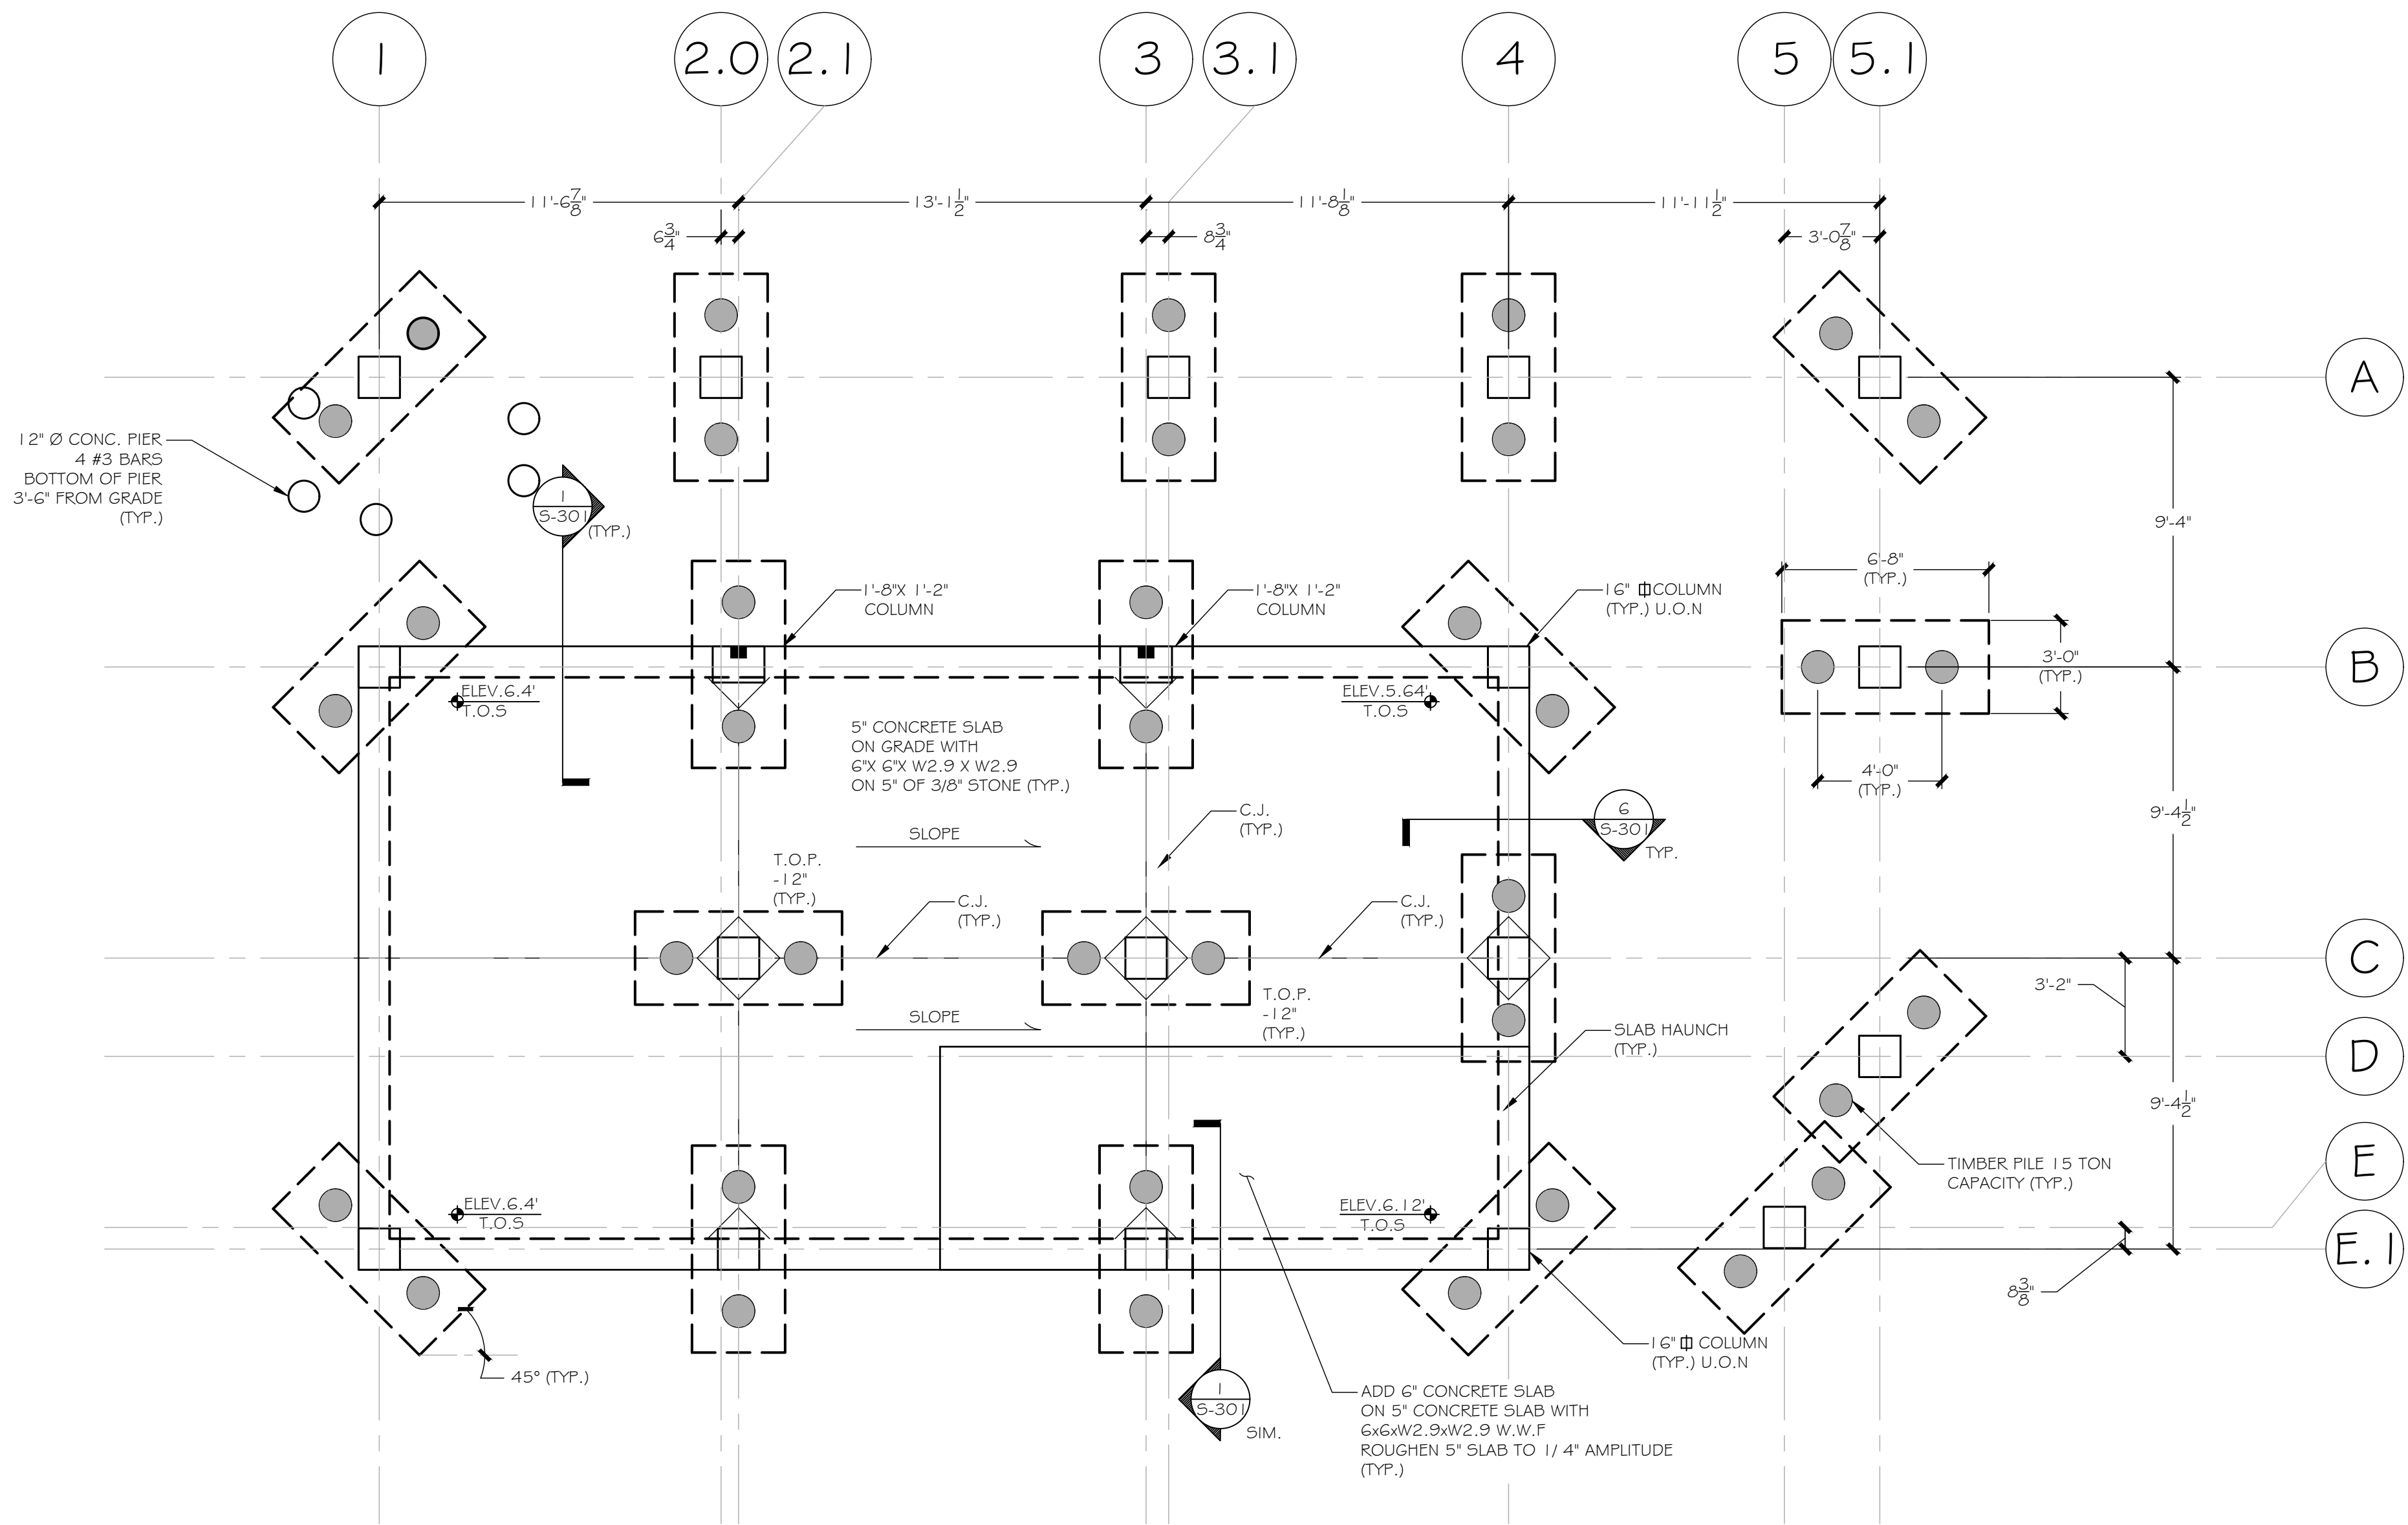 1
2.0
2.1
3
3.1
4
5
5.1
11'-6 7/8"
13'-1 1/2"
11'-8 1/8"
11'-11 1/2"
6 3/4"
8 3/4"
3'-0 7/8"
A
12" Ø CONC. PIER
4 #3 BARS
BOTTOM OF PIER
3'-6" FROM GRADE
(TYP.)
1
S-301
(TYP.)
9'-4"
1'-8"X 1'-2"
COLUMN
1'-8"X 1'-2"
COLUMN
16" COLUMN
(TYP.) U.O.N
6'-8"
(TYP.)
3'-0"
(TYP.)
B
ELEV.6.4'
T.O.S
ELEV.5.64'
T.O.S
5" CONCRETE SLAB
ON GRADE WITH
6"X 6"X W2.9 X W2.9
ON 5" OF 3/8" STONE (TYP.)
4'-0"
(TYP.)
9'-4 1/2"
SLOPE
C.J.
(TYP.)
6
S-301
TYP.
T.O.P.
-12"
(TYP.)
C.J.
(TYP.)
C.J.
(TYP.)
C
3'-2"
T.O.P.
-12"
(TYP.)
SLOPE
SLAB HAUNCH
(TYP.)
D
9'-4 1/2"
TIMBER PILE 15 TON
CAPACITY (TYP.)
E
ELEV.6.4'
T.O.S
ELEV.6.12'
T.O.S
E.1
8 3/8"
16" COLUMN
(TYP.) U.O.N
45° (TYP.)
1
S-301
SIM.
ADD 6" CONCRETE SLAB
ON 5" CONCRETE SLAB WITH
6x6xW2.9xW2.9 W.W.F
ROUGHEN 5" SLAB TO 1/ 4" AMPLITUDE
(TYP.)